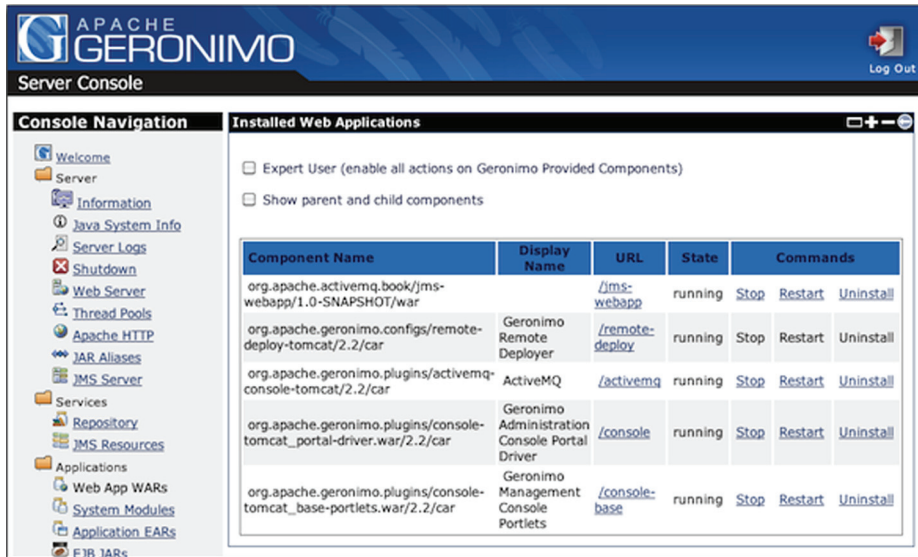 APACHE
GERONIMO
Log Out
Server Console
Console Navigation
Welcome
Server
Information
Java System Info
Server Logs
Shutdown
Web Server
Thread Pools
Apache HTTP
JAR Aliases
JMS Server
Services
Repository
JMS Resources
Applications
Web App WARs
System Modules
Application EARs
EJB JARs
Installed Web Applications
Expert User (enable all actions on Geronimo Provided Components)
Show parent and child components
Component Name Display Name URL State Commands
org.apache.activemq.book/jms-
webapp/1.0-SNAPSHOT/war
/jms-
webapp
running Stop Restart Uninstall
org.apache.geronimo.configs/remote-
deploy-tomcat/2.2/car
Geronimo
Remote
Deployer
/remote-
deploy
running Stop Restart Uninstall
org.apache.geronimo.plugins/activemq-
console-tomcat/2.2/car
ActiveMQ
/activemq
running Stop Restart Uninstall
org.apache.geronimo.plugins/console-
tomcat_portal-driver.war/2.2/car
Geronimo
Administration
Console Portal
Driver
/console
running Stop Restart Uninstall
org.apache.geronimo.plugins/console-
tomcat_base-portlets.war/2.2/car
Geronimo
Management
Console
Portlets
/console-
base
running Stop Restart Uninstall